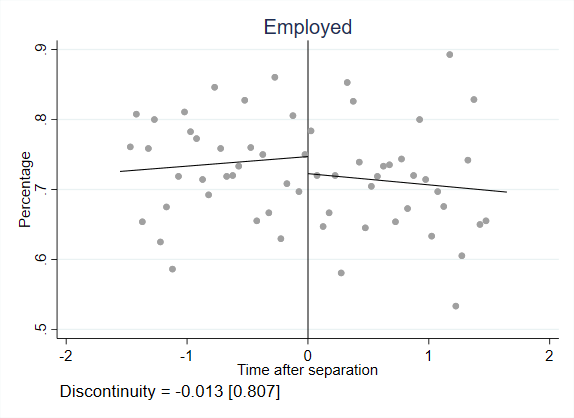 Employed
Percentage
.9
.8
.7
.6
.5
-2 -1 0 1 2
Time after separation
Discontinuity = -0.013 [0.807]